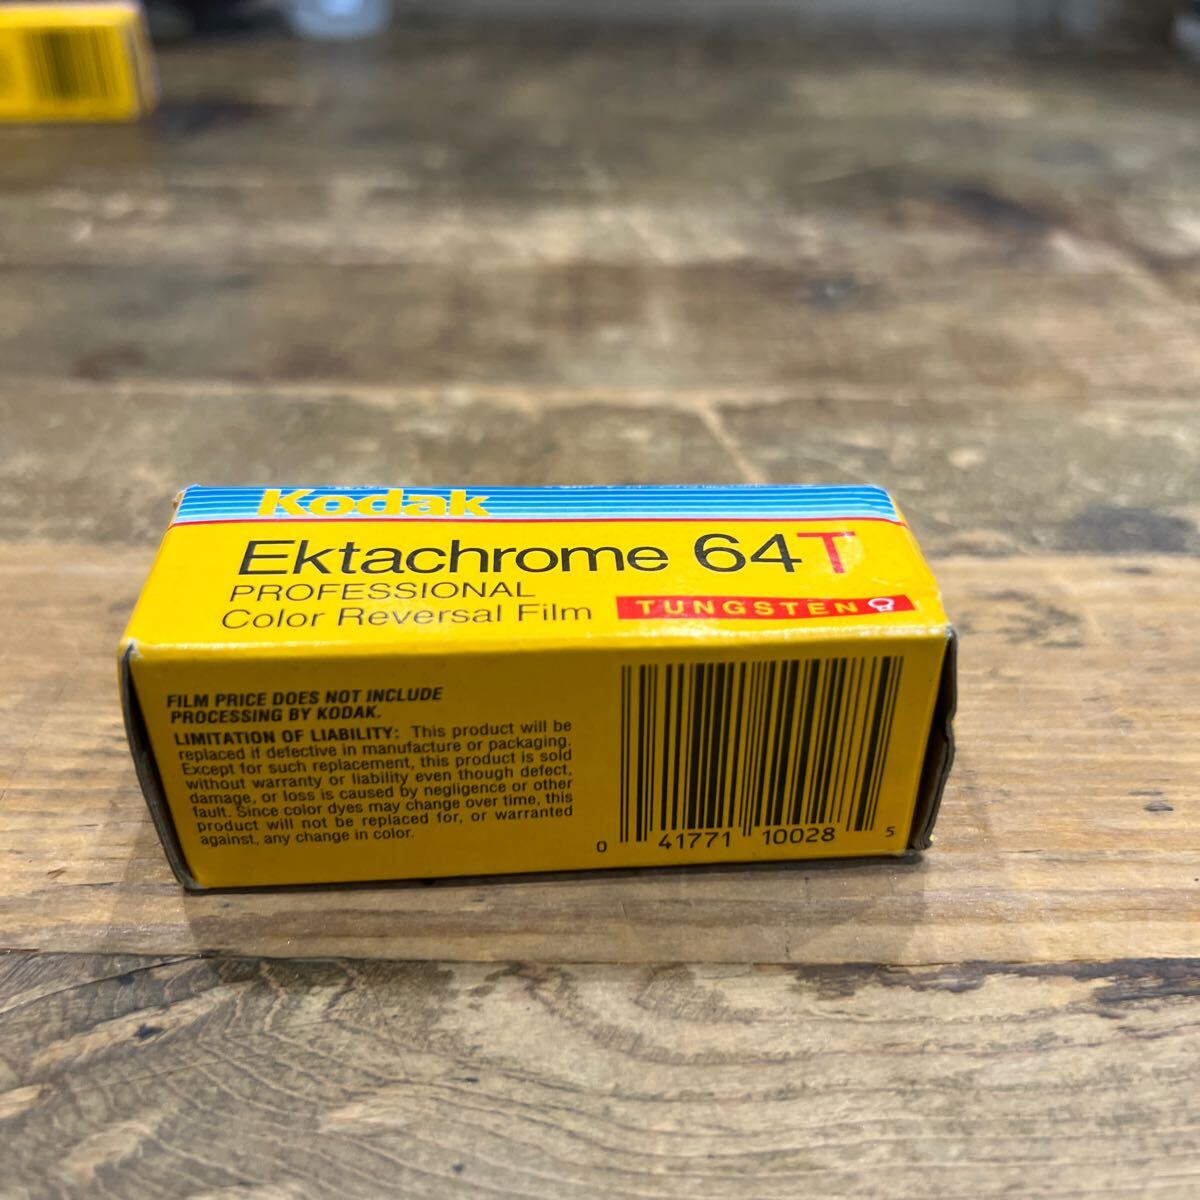 Kodak
Ektachrome 64T
PROFESSIONAL
Color Reversal Film
TUNGSTEN
FILM PRICE DOES NOT INCLUDE
PROCESSING BY KODAK.
LIMITATION OF LIABILITY: This product will be
replaced if defective in manufacture or packaging.
Except for such replacement, this product is sold
without warranty or liability even though defect,
damage, or loss is caused by negligence or other
fault. Since color dyes may change over time, this
product will not be replaced for, or warranted
against, any change in color.
0 41771 10028 5